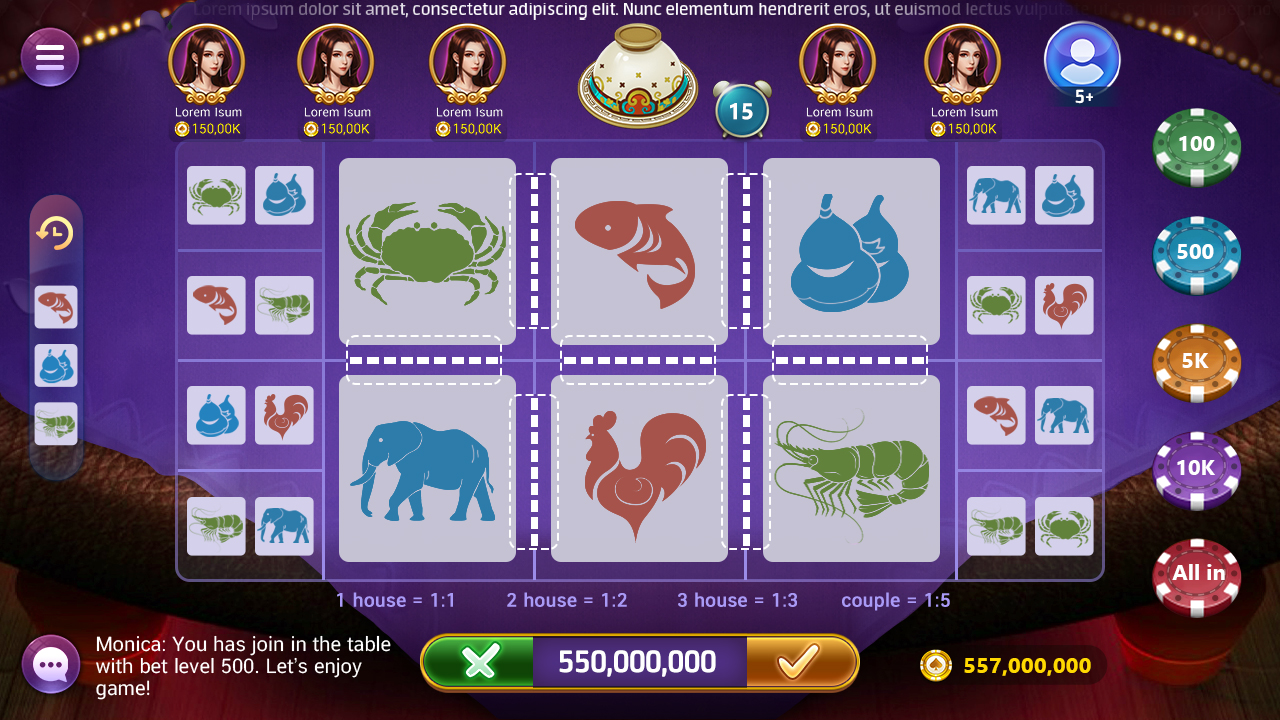 Lorem ipsum dolor sit amet, consectetur adipiscing elit. Nunc elementum hendrerit eros, ut euismod lectus vulputa
Lorem Isum
150,00K
Lorem Isum
150,00K
Lorem Isum
150,00K
15
Lorem Isum
150,00K
Lorem Isum
150,00K
5+
100
500
5K
10K
All in
1 house = 1:1
2 house = 1:2
3 house = 1:3
couple = 1:5
Monica: You has join in the table
with bet level 500. Let's enjoy
game!
550,000,000
557,000,000